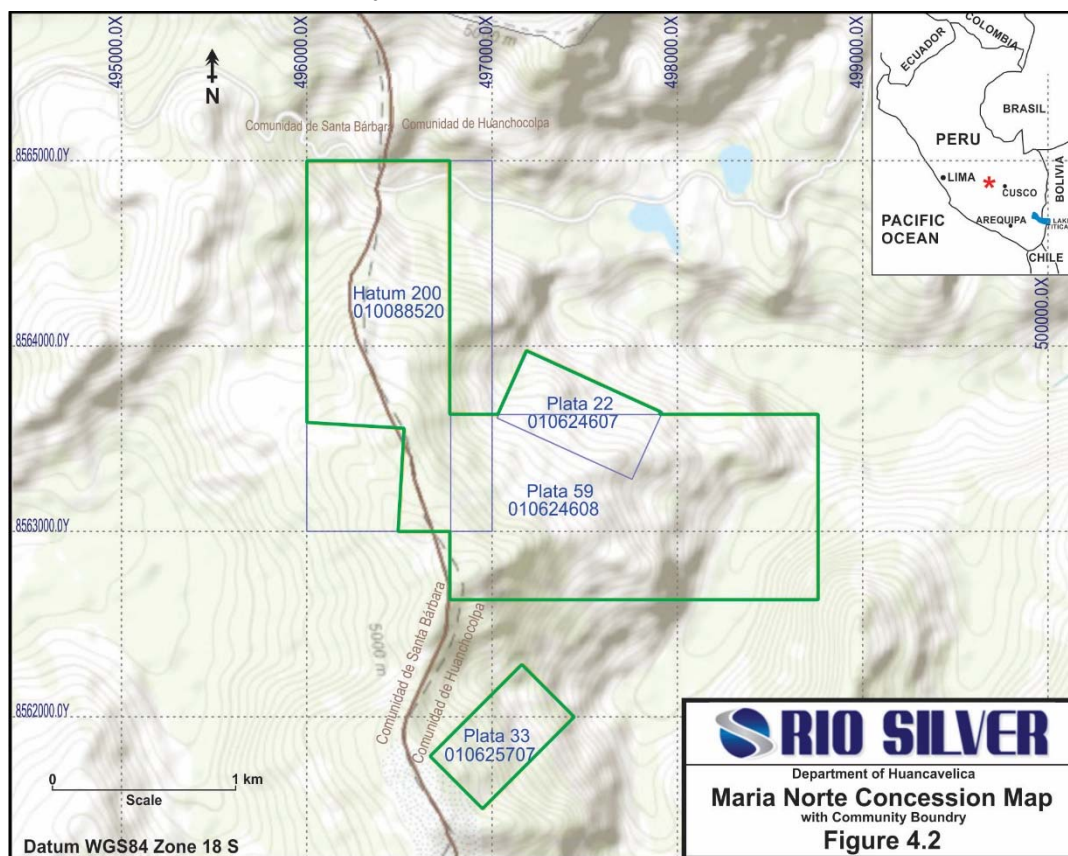 495000.0X
496000.0X
497000.0X
498000.0X
499000.0X
500000.0X
5000 m
N
Comunidad de Santa Bárbara
Comunidad de Huanchocolpa
8565000.0Y
8564000.0Y
8563000.0Y
8562000.0Y
COLOMBIA
ECUADOR
BRASIL
PERU
LIMA
*
CUSCO
BOLIVIA
AREQUIPA
LAKE
PACIFIC
OCEAN
CHILE
Hatum 200
010088520
Plata 22
010624607
Plata 59
010624608
5000 m
Comunidad de Santa Bárbara
Comunidad de Huanchocolpa
Plata 33
010625707
0 1 km
Scale
Datum WGS84 Zone 18 S
S RIO SILVER
Department of Huancavelica
Maria Norte Concession Map
with Community Boundry
Figure 4.2